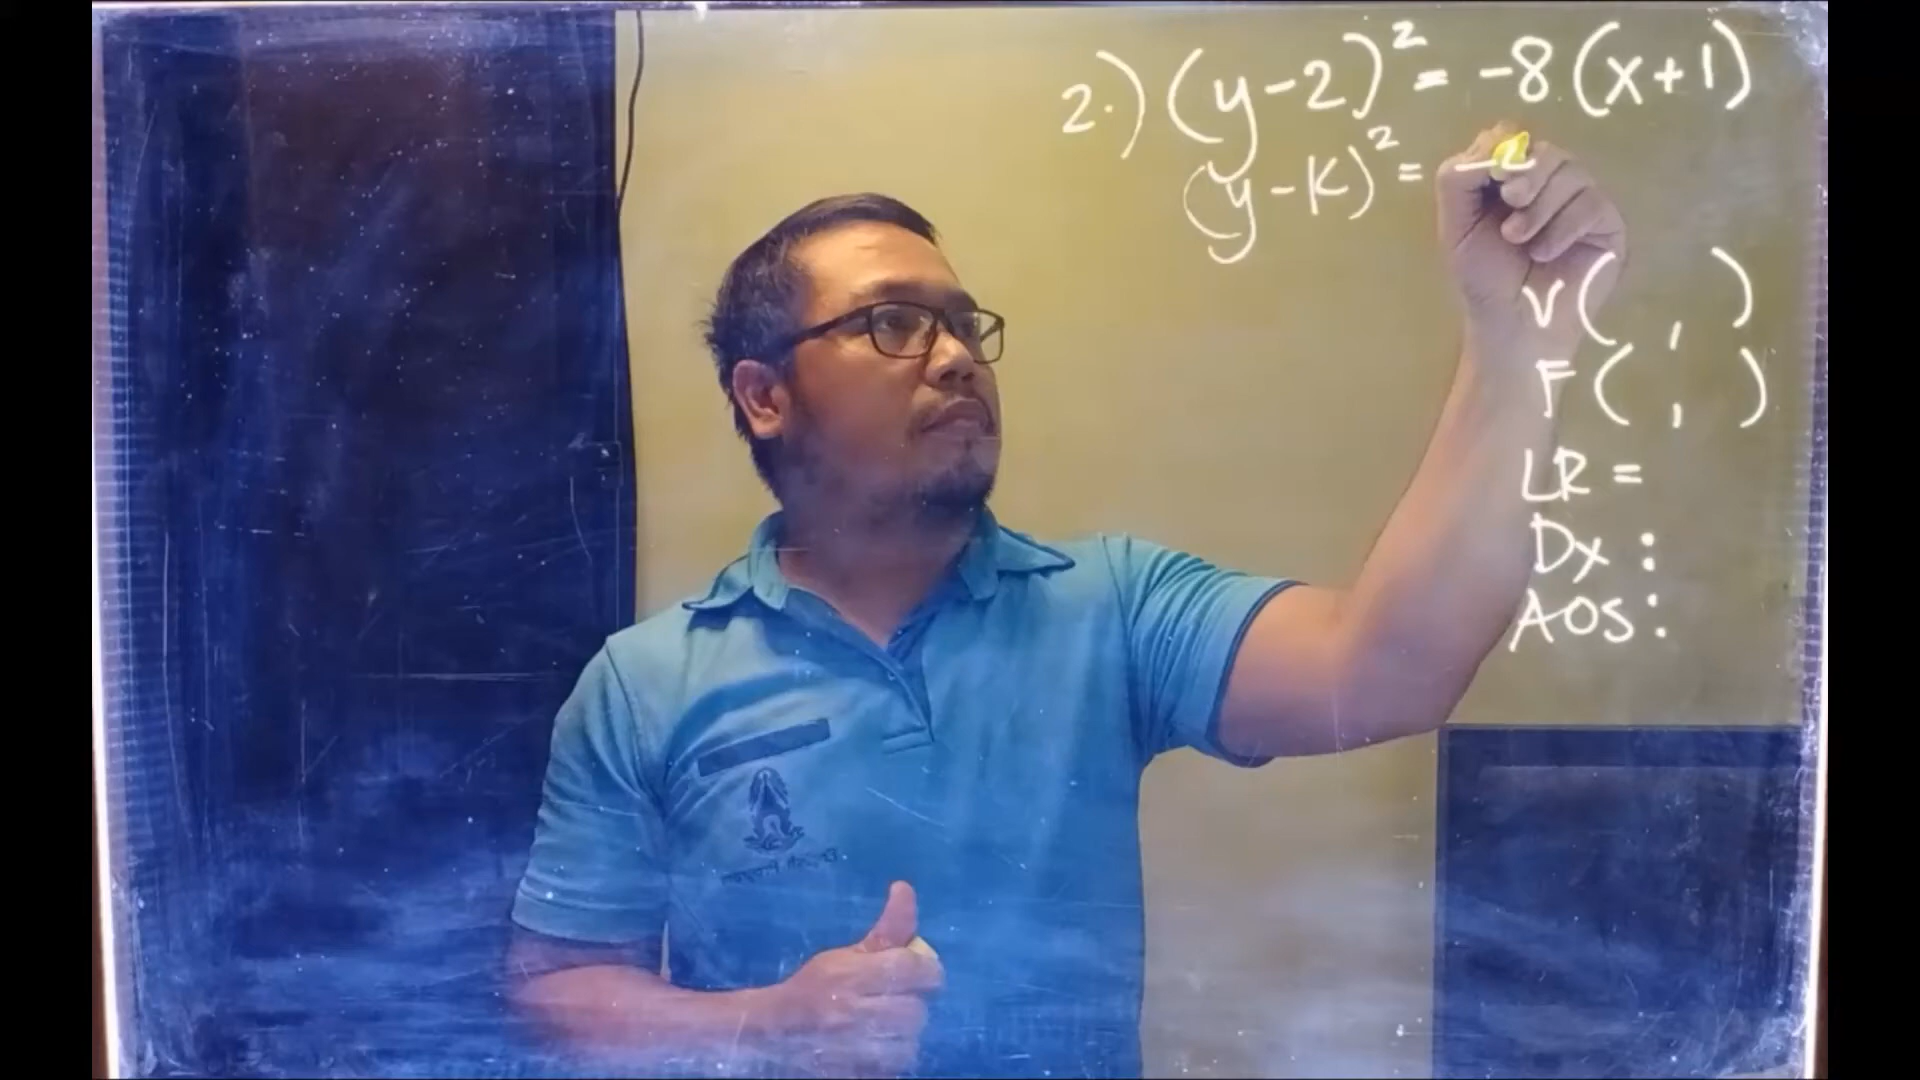 2.) (y-2)² = -8(x+1)
(y-K)² = -
V( , )
F( , )
LR =
Dx :
AOS :